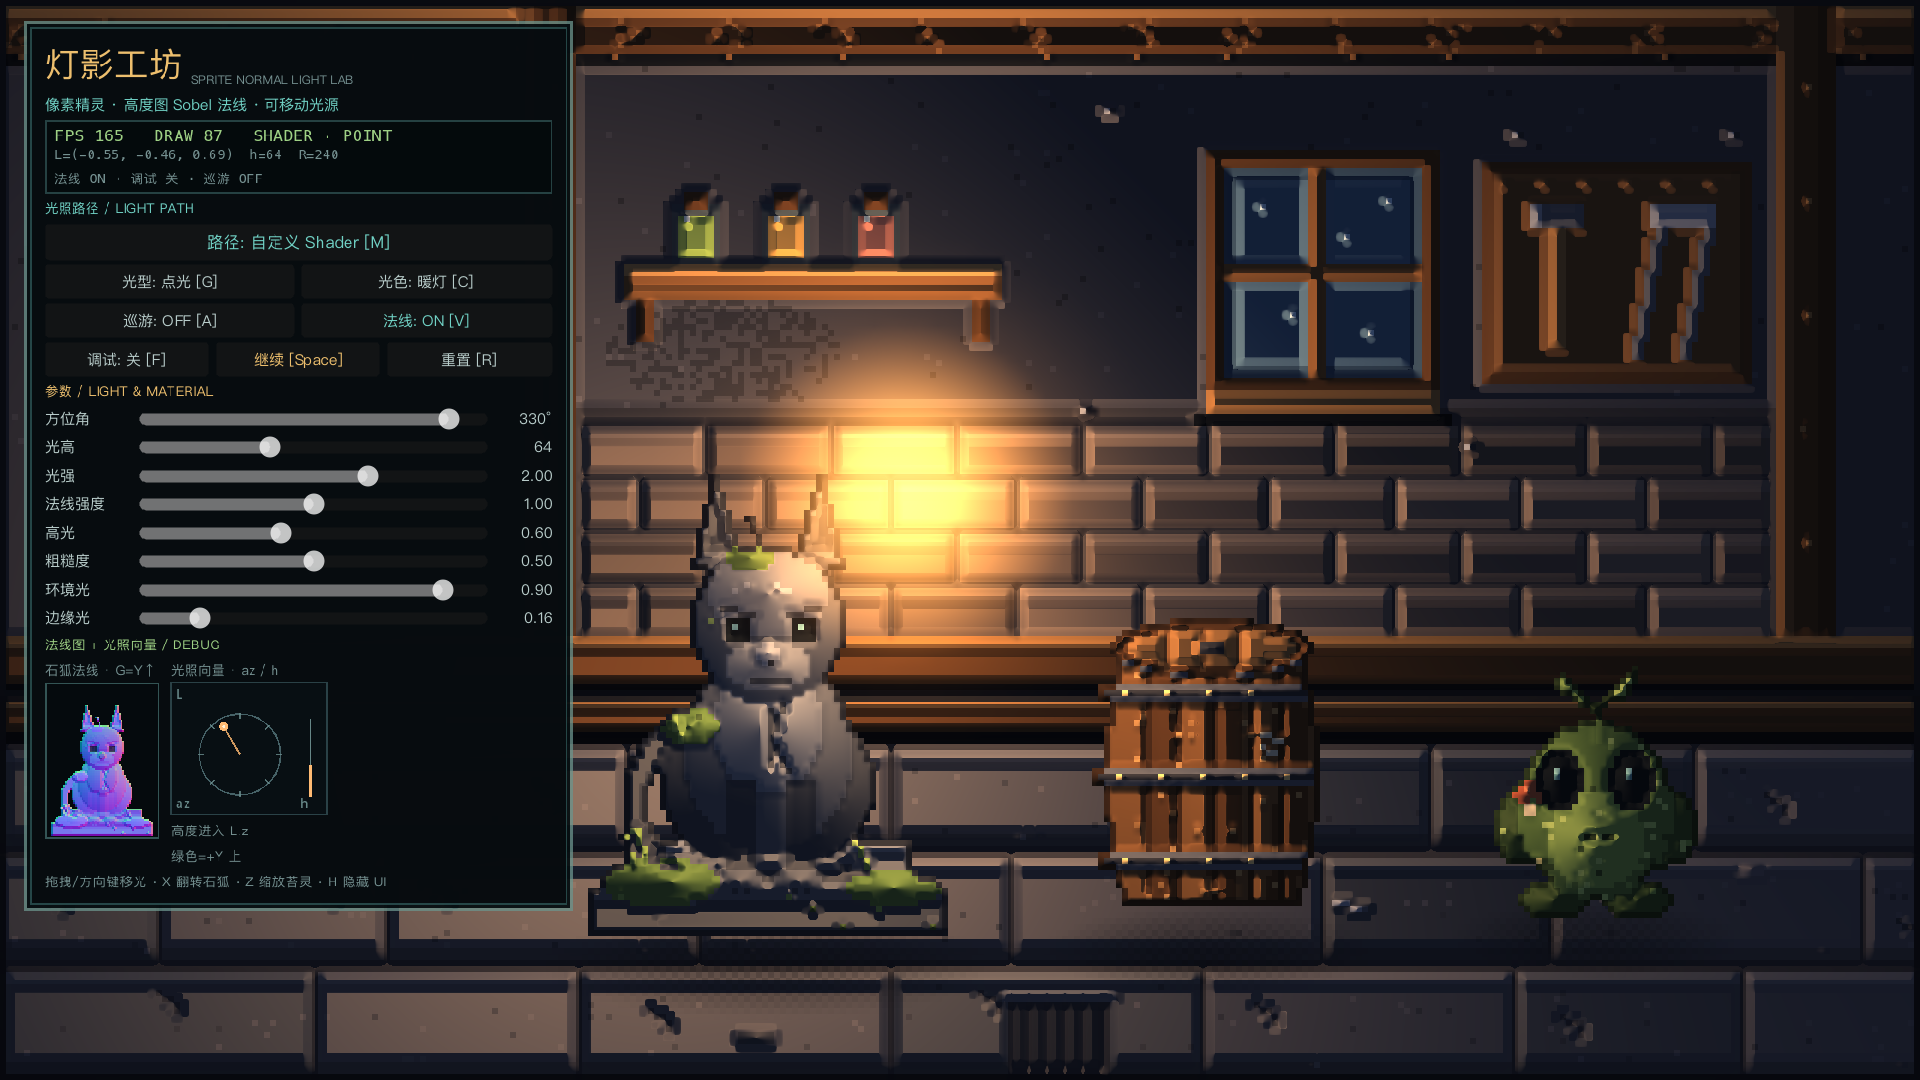 灯影工坊 SPRITE NORMAL LIGHT LAB
像素精灵 · 高度图 Sobel 法线 · 可移动光源
FPS 165 DRAW 87 SHADER · POINT
L=(-0.55, -0.46, 0.69) h=64 R=240
法线 ON · 调试 关 · 巡游 OFF
光照路径 / LIGHT PATH
路径: 自定义 Shader [M]
光型: 点光 [G] 光色: 暖灯 [C]
巡游: OFF [A] 法线: ON [V]
调试: 关 [F] 继续 [Space] 重置 [R]
参数 / LIGHT & MATERIAL
方位角 330°
光高 64
光强 2.00
法线强度 1.00
高光 0.60
粗糙度 0.50
环境光 0.90
边缘光 0.16
法线图 · 光照向量 / DEBUG
石狐法线 · G=Y↑ 光照向量 · az / h
L
az h
高度进入 L.z
绿色=+Y 上
拖拽/方向键移光 · X 翻转石狐 · Z 缩放苔灵 · H 隐藏 UI